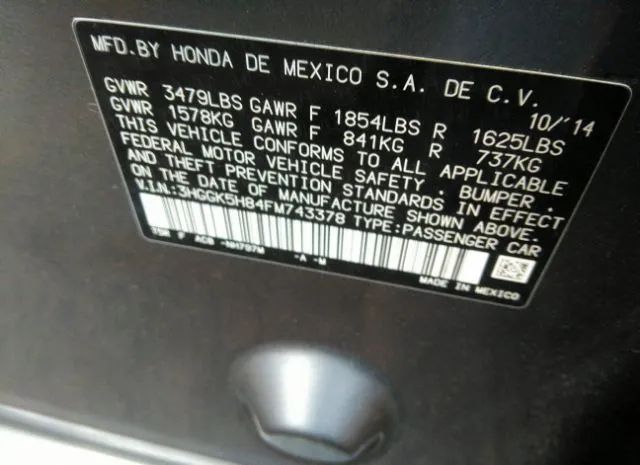 MFD.BY HONDA DE MEXICO S.A. DE C.V.
10/'14
GVWR 3479LBS GAWR F 1854LBS R 1625LBS
GVWR 1578KG GAWR F 841KG R 737KG
THIS VEHICLE CONFORMS TO ALL APPLICABLE
FEDERAL MOTOR VEHICLE SAFETY , BUMPER ,
AND THEFT PREVENTION STANDARDS IN EFFECT
ON THE DATE OF MANUFACTURE SHOWN ABOVE.
V.I.N.:3HGGK5H84FM743378 TYPE:PASSENGER CAR
NH797M -A -M
MADE IN MEXICO